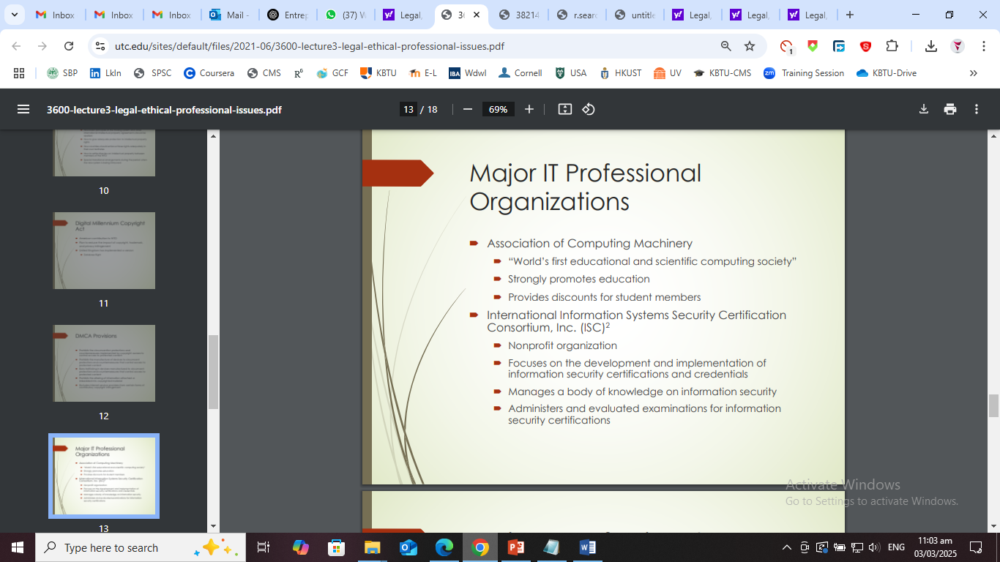 Inbox
Inbox
Inbox
Mail -
Entrep
(37) W
Legal,
3
38214
r.sear
untitle
Legal,
Legal,
Legal,
utc.edu/sites/default/files/2021-06/3600-lecture3-legal-ethical-professional-issues.pdf
1
SBP
LkIn
SPSC
Coursera
CMS
GCF
KBTU
E-L
IBA
Wdwl
Cornell
USA
HKUST
UV
KBTU-CMS
zm
Training Session
KBTU-Drive
3600-lecture3-legal-ethical-professional-issues.pdf
13 / 18
69%
10
Digital Millennium Copyright
Act
11
DMCA Provisions
12
Major IT Professional
Organizations
13
Major IT Professional
Organizations
Association of Computing Machinery
“World’s first educational and scientific computing society”
Strongly promotes education
Provides discounts for student members
International Information Systems Security Certification
Consortium, Inc. (ISC)²
Nonprofit organization
Focuses on the development and implementation of
information security certifications and credentials
Manages a body of knowledge on information security
Administers and evaluated examinations for information
security certifications
Activate Windows
Go to Settings to activate Windows.
Type here to search
ENG
11:03 am
03/03/2025